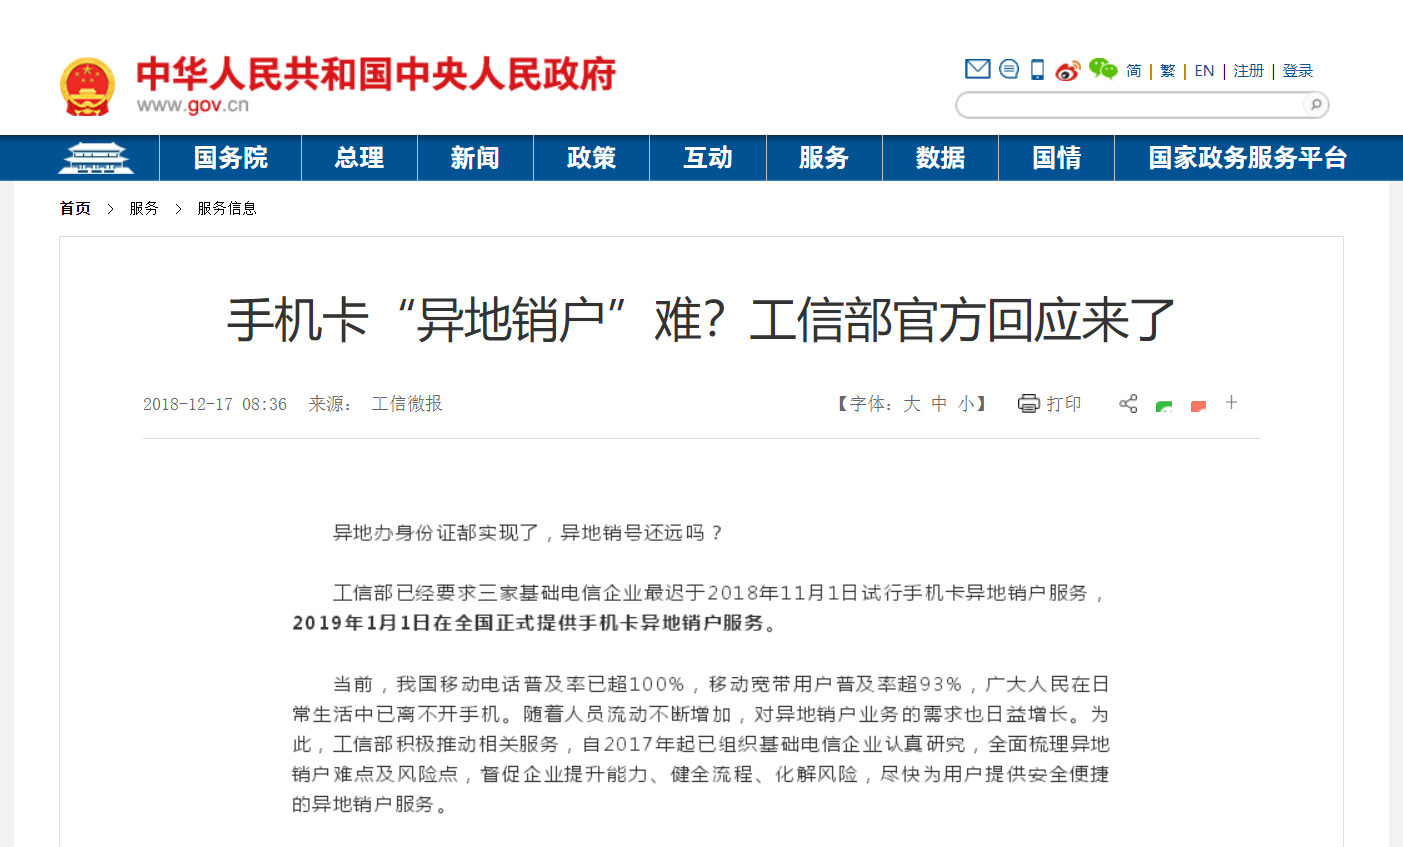 中华人民共和国中央人民政府
www.gov.cn
简 | 繁 | EN | 注册 | 登录
国务院 总理 新闻 政策 互动 服务 数据 国情 国家政务服务平台
首页 > 服务 > 服务信息
手机卡“异地销户”难？工信部官方回应来了
2018-12-17 08:36 来源： 工信微报 【字体：大 中 小】 打印
异地办身份证都实现了，异地销号还远吗？
工信部已经要求三家基础电信企业最迟于2018年11月1日试行手机卡异地销户服务，
2019年1月1日在全国正式提供手机卡异地销户服务。
当前，我国移动电话普及率已超100%，移动宽带用户普及率超93%，广大人民在日
常生活中已离不开手机。随着人员流动不断增加，对异地销户业务的需求也日益增长。为
此，工信部积极推动相关服务，自2017年起已组织基础电信企业认真研究，全面梳理异地
销户难点及风险点，督促企业提升能力、健全流程、化解风险，尽快为用户提供安全便捷
的异地销户服务。